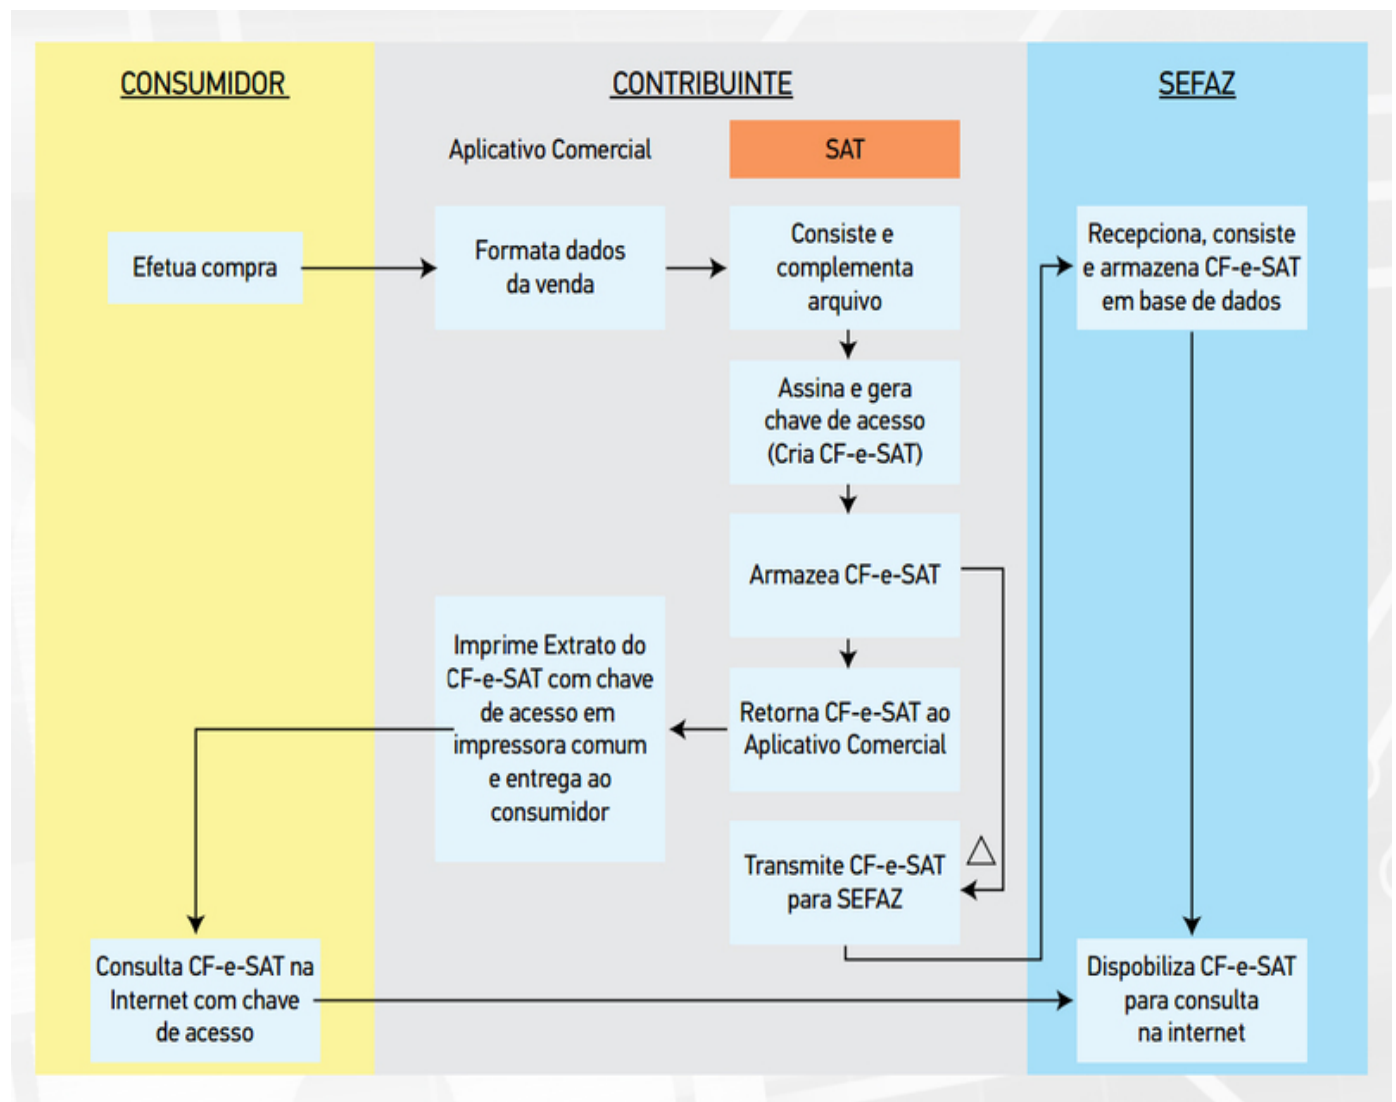 CONSUMIDOR
CONTRIBUINTE
SEFAZ
Aplicativo Comercial
SAT
Efetua compra
Formata dados
da venda
Consiste e
complementa
arquivo
Recepciona, consiste
e armazena CF-e-SAT
em base de dados
Assina e gera
chave de acesso
(Cria CF-e-SAT)
Armazea CF-e-SAT
Imprime Extrato do
CF-e-SAT com chave
de acesso em
impressora comum
e entrega ao
consumidor
Retorna CF-e-SAT ao
Aplicativo Comercial
Transmite CF-e-SAT
para SEFAZ
Consulta CF-e-SAT na
Internet com chave
de acesso
Dispobiliza CF-e-SAT
para consulta
na internet